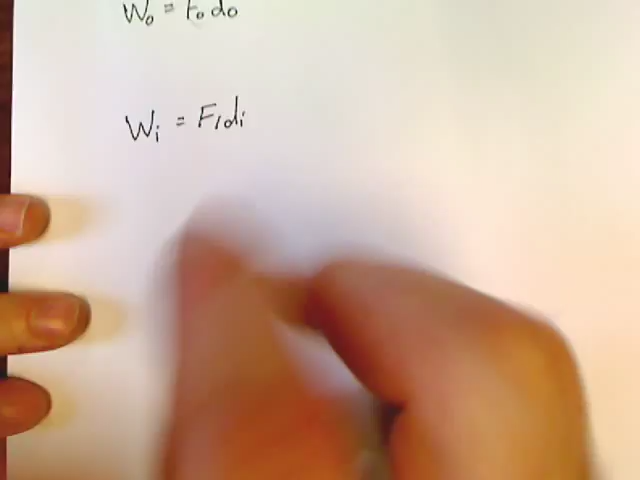 W₀ = F₀d₀
Wᵢ = Fᵢdᵢ